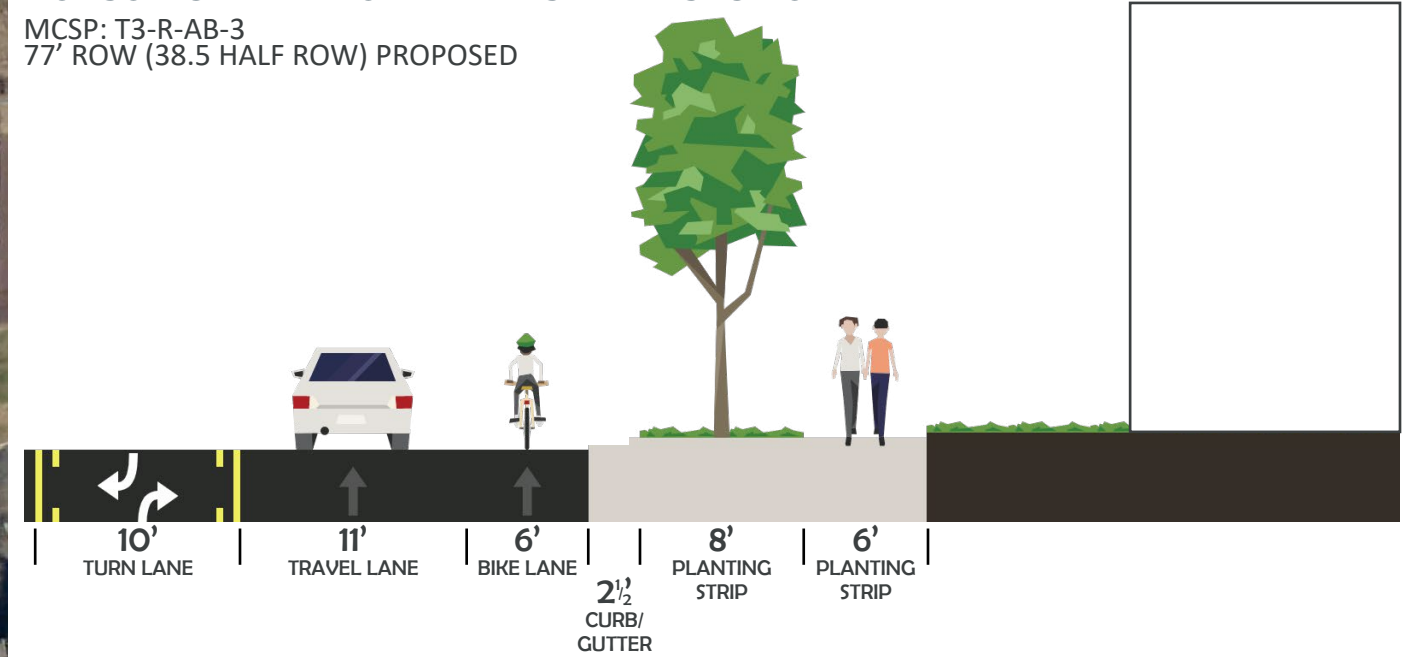 MCSP: T3-R-AB-3
77’ ROW (38.5 HALF ROW) PROPOSED
10’
TURN LANE
11’
TRAVEL LANE
6’
BIKE LANE
2½’
CURB/
GUTTER
8’
PLANTING
STRIP
6’
PLANTING
STRIP